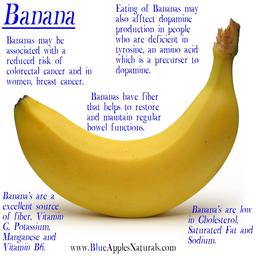 Banana
Bananas may be
associated with a
reduced risk of
colorectal cancer and in
women, breast cancer.
Eating of Bananas may
also afftect dopamine
production in people
who are deficient in
tyrosine, an amino acid
which is a precurser to
dopamine.
Bananas have fiber
that helps to restore
and maintain regular
bowel functions.
Banana's are a
excellent source
of fiber, Vitamin
C, Potassium,
Manganese and
Vitamin B6.
Banana's are low
in Cholesterol,
Saturated Fat and
Sodium.
www.BlueApplesNaturals.com